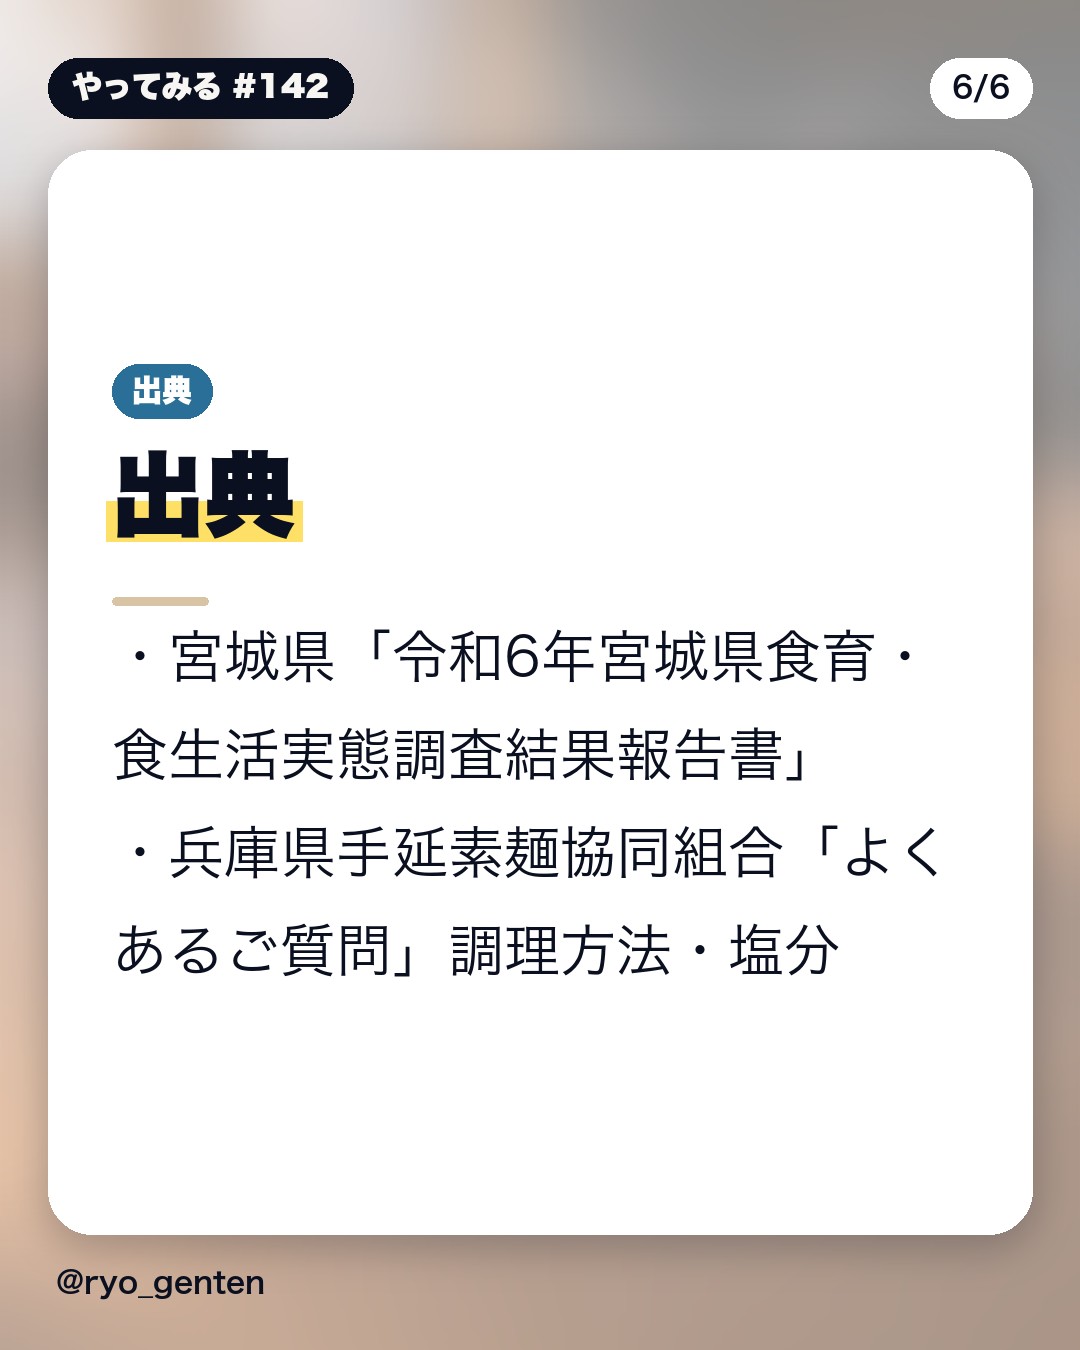 やってみる #142
6/6
出典
出典
・宮城県「令和6年宮城県食育・
食生活実態調査結果報告書」
・兵庫県手延素麺協同組合「よく
あるご質問」調理方法・塩分
@ryo_genten